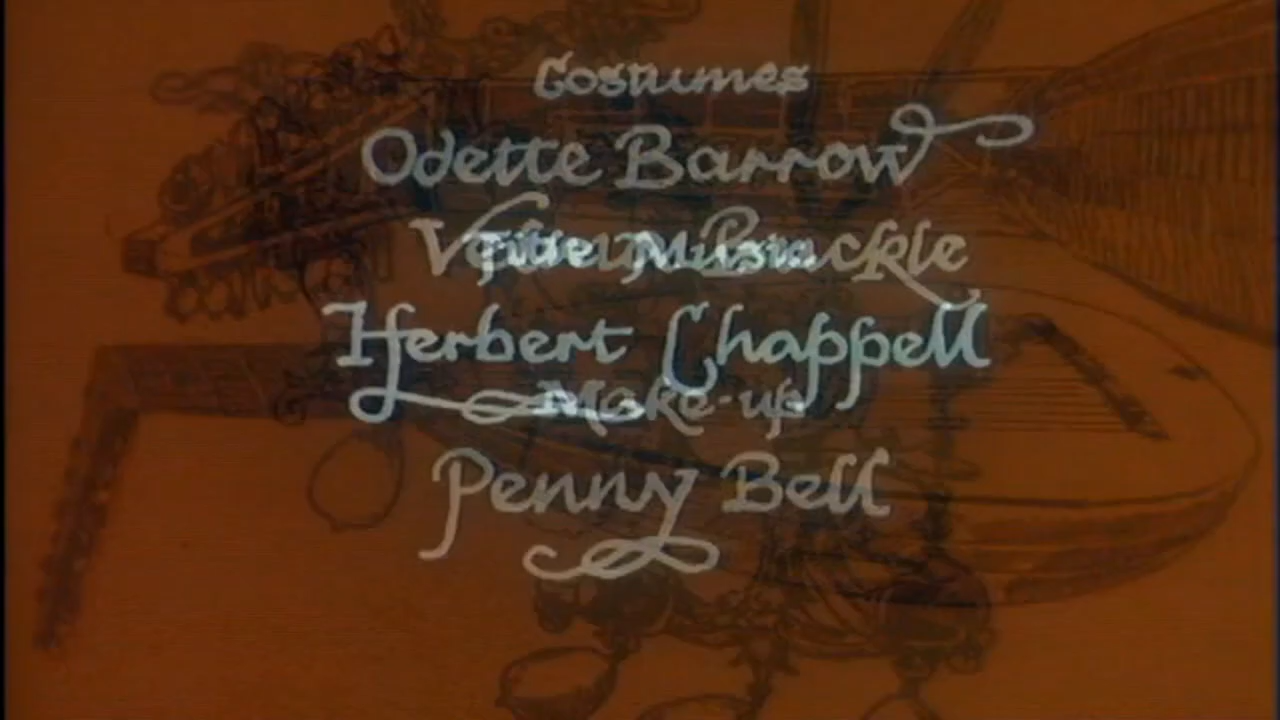 Costumes
Odette Barrow
Title Music
Herbert Chappell
Make-up
Penny Bell